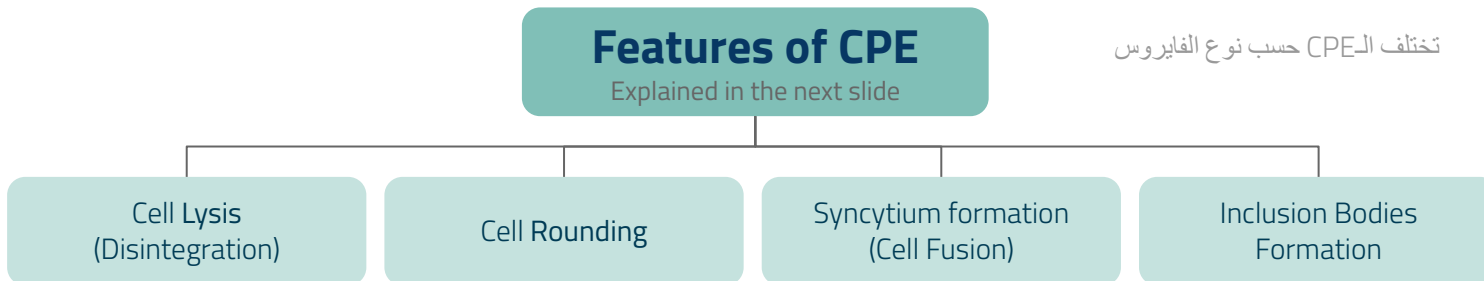 Features of CPE
Explained in the next slide
تختلف الـCPE حسب نوع الفايروس
Cell Lysis
(Disintegration)
Cell Rounding
Syncytium formation
(Cell Fusion)
Inclusion Bodies
Formation